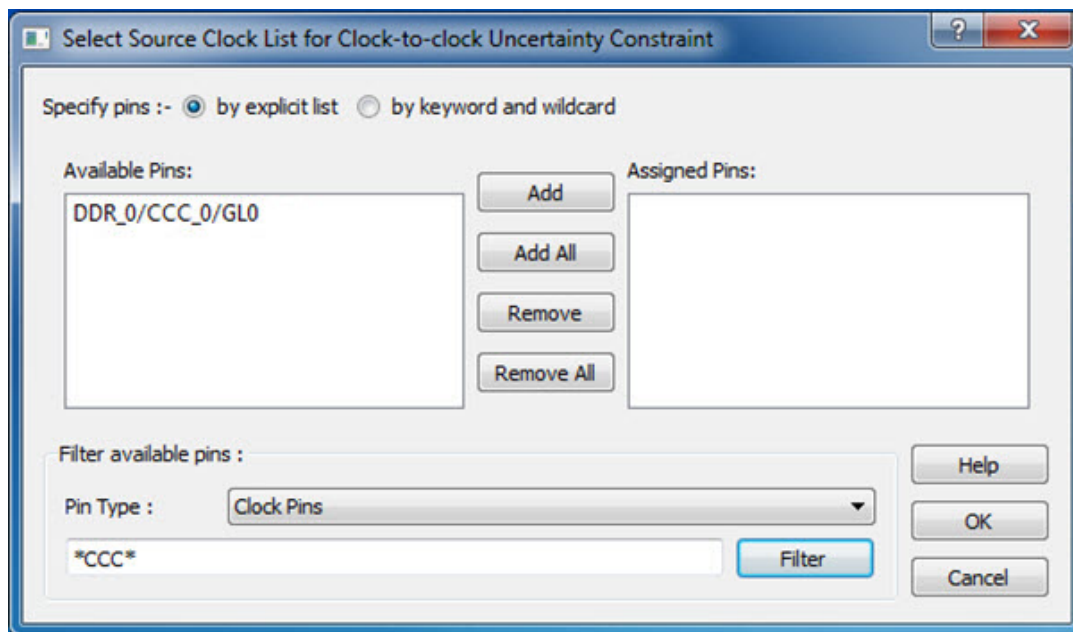 Select Source Clock List for Clock-to-clock Uncertainty Constraint
?
X
Specify pins :- by explicit list by keyword and wildcard
Available Pins:
DDR_0/CCC_0/GL0
Add
Add All
Remove
Remove All
Assigned Pins:
Filter available pins :
Pin Type :
Clock Pins
*CCC*
Filter
Help
OK
Cancel